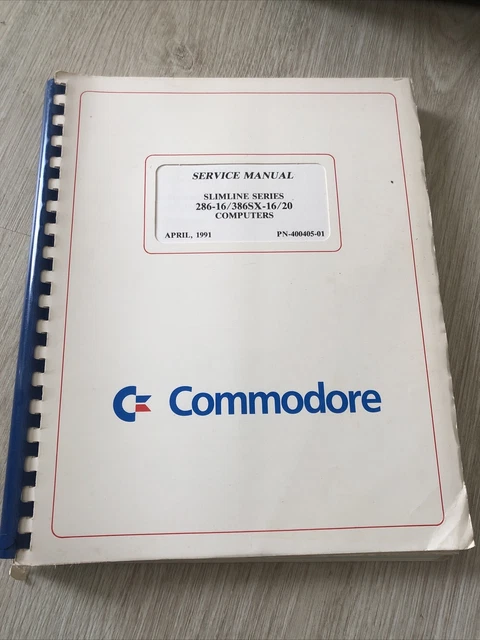 SERVICE MANUAL
SLIMLINE SERIES
286-16/386SX-16/20
COMPUTERS
APRIL, 1991 PN-400405-01
Commodore